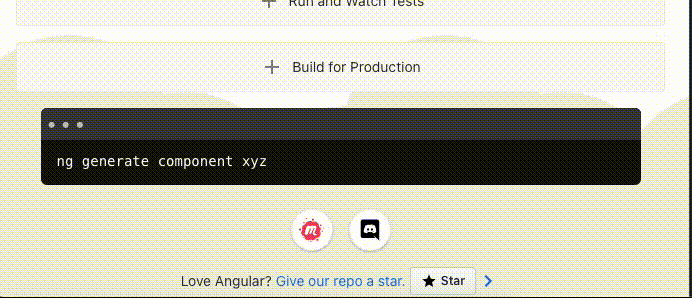 Run and Watch Tests
Build for Production
ng generate component xyz
Love Angular? Give our repo a star. Star